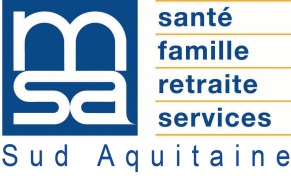 msa
santé
famille
retraite
services
Sud Aquitaine